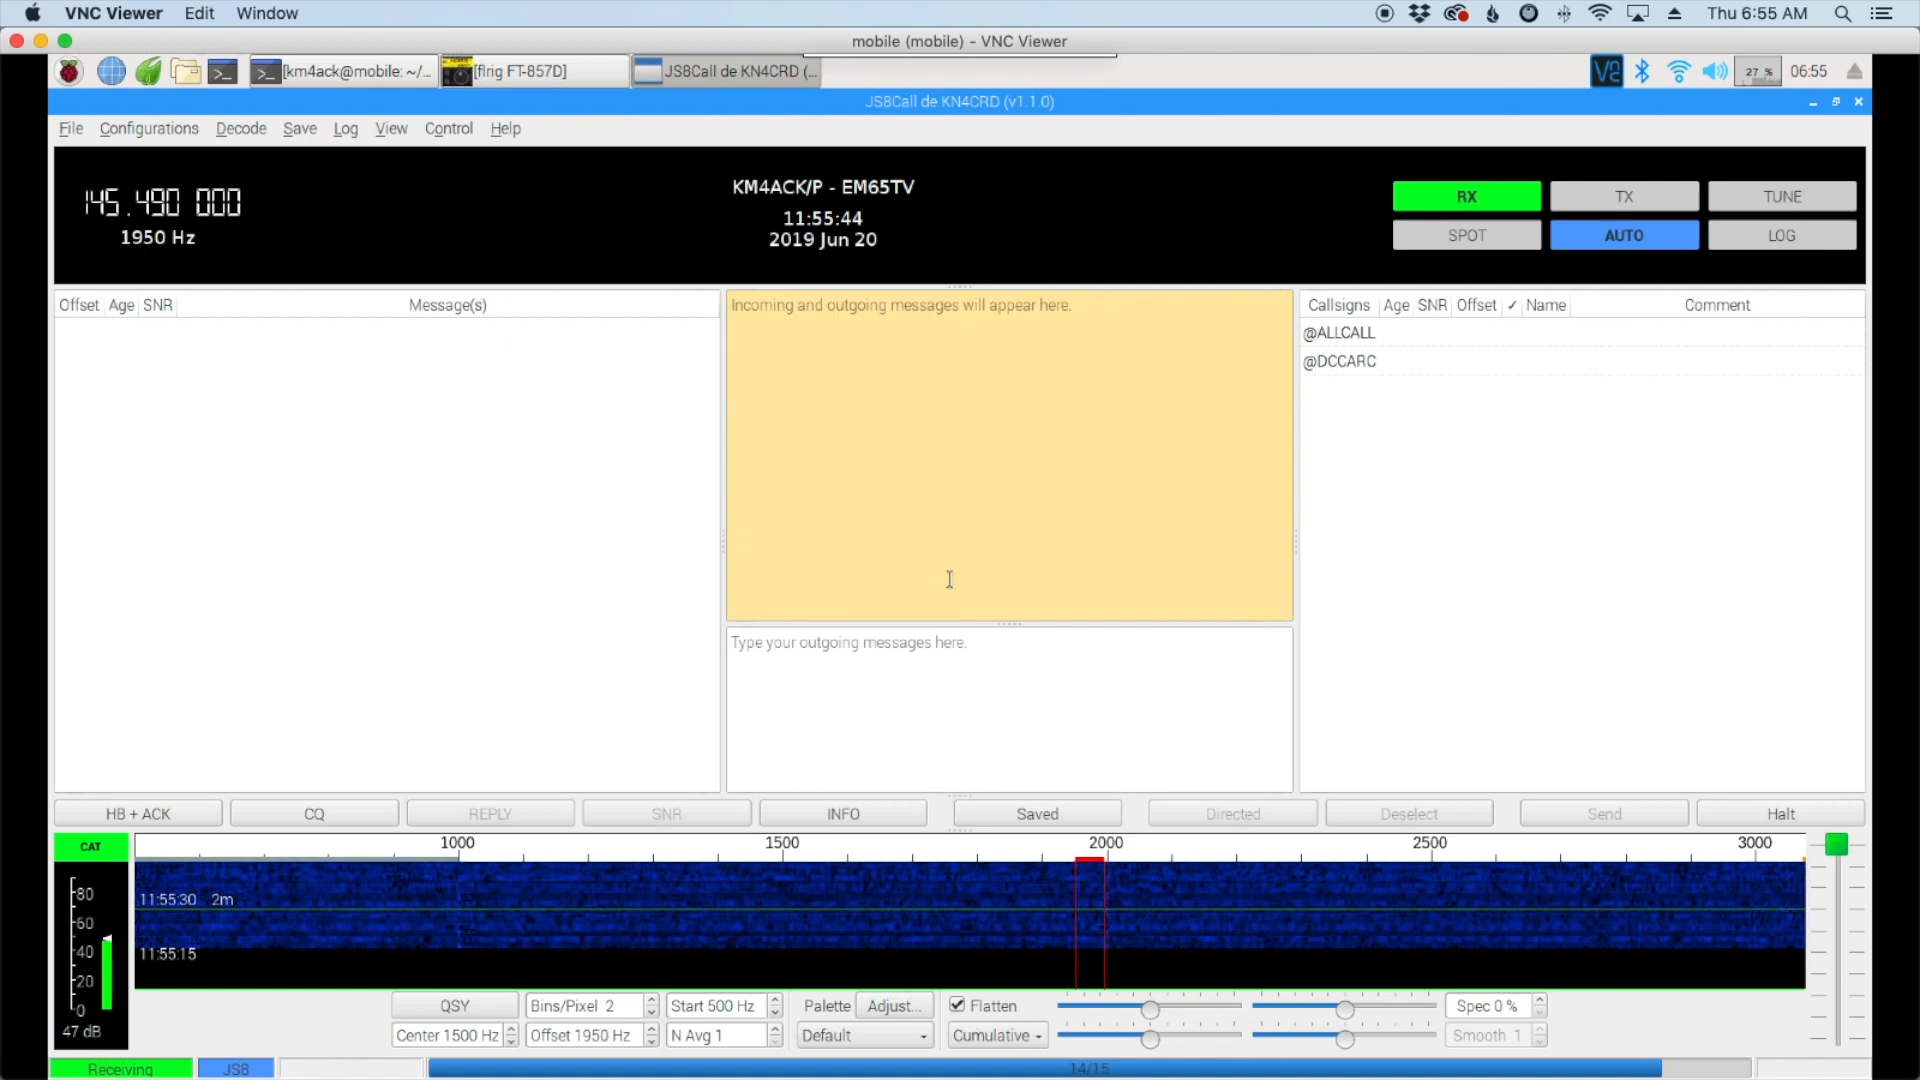 VNC Viewer Edit Window Thu 6:55 AM
mobile (mobile) - VNC Viewer
[km4ack@mobile: ~/... [flrig FT-857D] JS8Call de KN4CRD (... 27 % 06:55
JS8Call de KN4CRD (v1.1.0)
File Configurations Decode Save Log View Control Help
145.490 000
1950 Hz
KM4ACK/P - EM65TV
11:55:44
2019 Jun 20
RX TX TUNE
SPOT AUTO LOG
Offset Age SNR Message(s)
Incoming and outgoing messages will appear here.
Type your outgoing messages here.
Callsigns Age SNR Offset ✓ Name Comment
@ALLCALL
@DCCARC
HB + ACK CQ REPLY SNR INFO Saved Directed Deselect Send Halt
CAT 1000 1500 2000 2500 3000
80
60
40
20
0
47 dB
11:55:30 2m
11:55:15
QSY Bins/Pixel 2 Start 500 Hz Palette Adjust... Flatten Spec 0 %
Center 1500 Hz Offset 1950 Hz N Avg 1 Default Cumulative Smooth 1
Receiving JS8 14/15